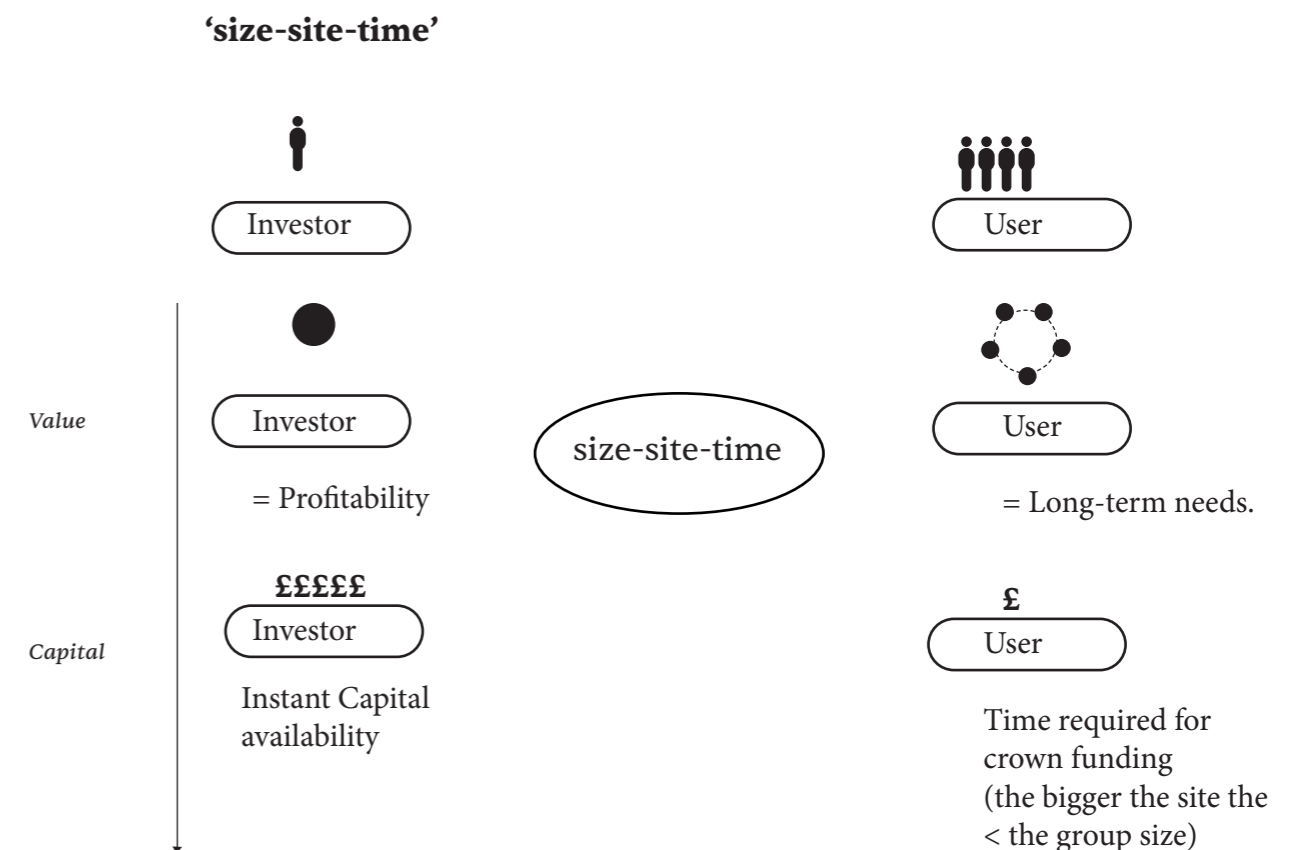 ‘size-site-time’
Investor
User
Value
Investor
User
size-site-time
= Profitability
= Long-term needs.
£££££
£
Capital
Investor
User
Instant Capital
availability
Time required for
crown funding
(the bigger the site the
< the group size)